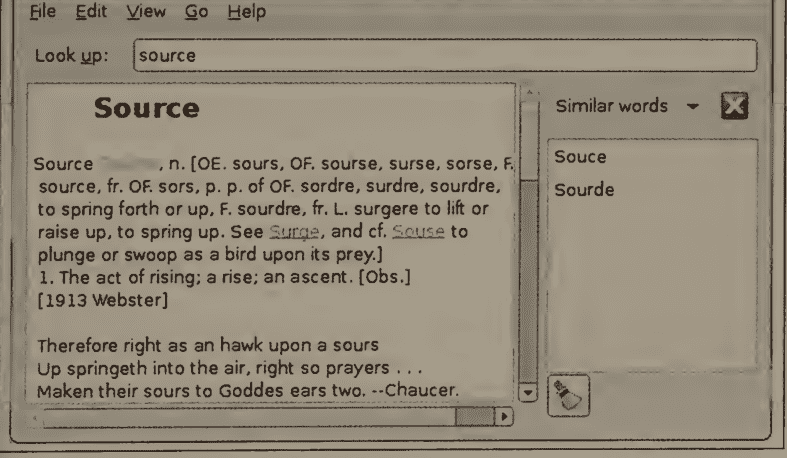 File Edit View Go Help
Look up: source
Source
Similar words
Souce
Sourde
Source , n. [OE. sours, OF. sourse, surse, sorse, F.
source, fr. OF. sors, p. p. of OF. sordre, surdre, sourdre,
to spring forth or up, F. sourdre, fr. L. surgere to lift or
raise up, to spring up. See Surge, and cf. Souse to
plunge or swoop as a bird upon its prey.]
1. The act of rising; a rise; an ascent. [Obs.]
[1913 Webster]
Therefore right as an hawk upon a sours
Up springeth into the air, right so prayers . . .
Maken their sours to Goddes ears two. --Chaucer.